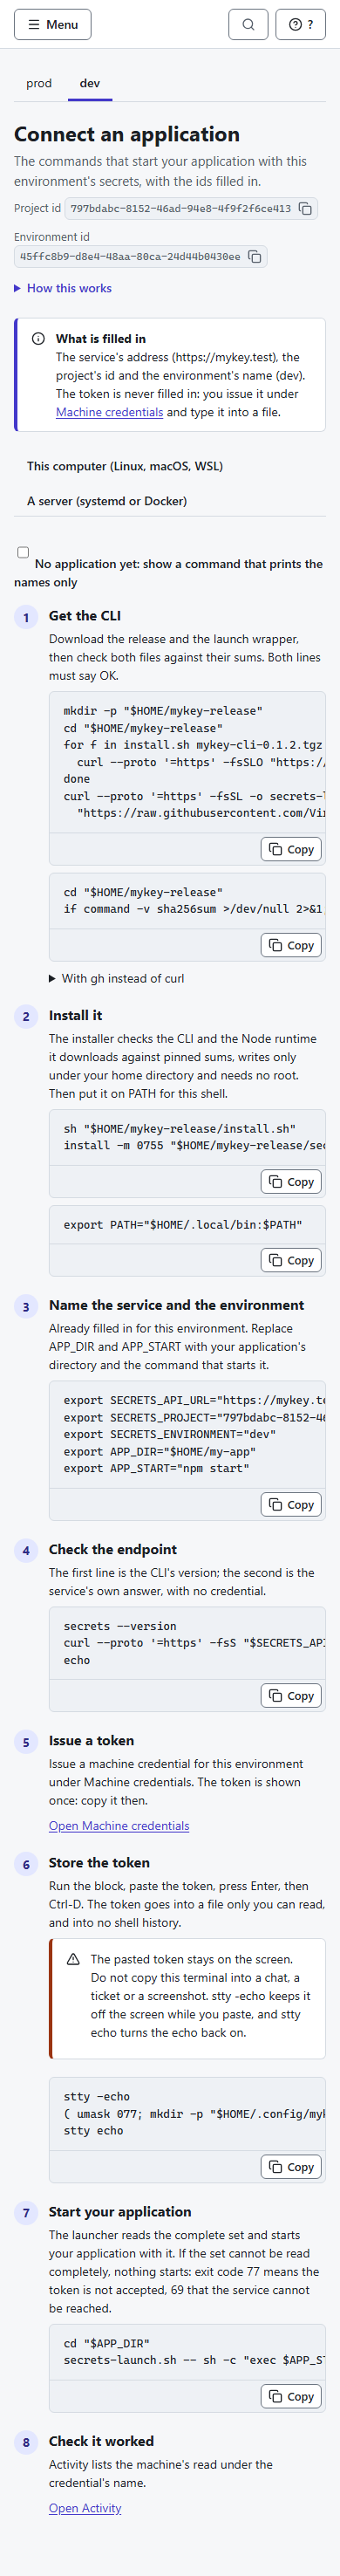 Menu
?
prod dev
Connect an application
The commands that start your application with this
environment's secrets, with the ids filled in.
Project id 797bdabc-8152-46ad-94e8-4f9f2f6ce413
Environment id
45ffc8b9-d8e4-48aa-80ca-24d44b0430ee
How this works
What is filled in
The service's address (https://mykey.test), the
project's id and the environment's name (dev).
The token is never filled in: you issue it under
Machine credentials and type it into a file.
This computer (Linux, macOS, WSL)
A server (systemd or Docker)
No application yet: show a command that prints the
names only
1 Get the CLI
Download the release and the launch wrapper,
then check both files against their sums. Both lines
must say OK.
mkdir -p "$HOME/mykey-release"
cd "$HOME/mykey-release"
for f in install.sh mykey-cli-0.1.2.tgz
curl --proto '=https' -fsSLO "https:/
done
curl --proto '=https' -fsSL -o secrets-l
"https://raw.githubusercontent.com/Vi
Copy
cd "$HOME/mykey-release"
if command -v sha256sum >/dev/null 2>&1
Copy
With gh instead of curl
2 Install it
The installer checks the CLI and the Node runtime
it downloads against pinned sums, writes only
under your home directory and needs no root.
Then put it on PATH for this shell.
sh "$HOME/mykey-release/install.sh"
install -m 0755 "$HOME/mykey-release/sec
Copy
export PATH="$HOME/.local/bin:$PATH"
Copy
3 Name the service and the environment
Already filled in for this environment. Replace
APP_DIR and APP_START with your application's
directory and the command that starts it.
export SECRETS_API_URL="https://mykey.te
export SECRETS_PROJECT="797bdabc-8152-46
export SECRETS_ENVIRONMENT="dev"
export APP_DIR="$HOME/my-app"
export APP_START="npm start"
Copy
4 Check the endpoint
The first line is the CLI's version; the second is the
service's own answer, with no credential.
secrets --version
curl --proto '=https' -fsS "$SECRETS_API
echo
Copy
5 Issue a token
Issue a machine credential for this environment
under Machine credentials. The token is shown
once: copy it then.
Open Machine credentials
6 Store the token
Run the block, paste the token, press Enter, then
Ctrl-D. The token goes into a file only you can read,
and into no shell history.
The pasted token stays on the screen.
Do not copy this terminal into a chat, a
ticket or a screenshot. stty -echo keeps it
off the screen while you paste, and stty
echo turns the echo back on.
stty -echo
( umask 077; mkdir -p "$HOME/.config/myk
stty echo
Copy
7 Start your application
The launcher reads the complete set and starts
your application with it. If the set cannot be read
completely, nothing starts: exit code 77 means the
token is not accepted, 69 that the service cannot
be reached.
cd "$APP_DIR"
secrets-launch.sh -- sh -c "exec $APP_ST
Copy
8 Check it worked
Activity lists the machine's read under the
credential's name.
Open Activity